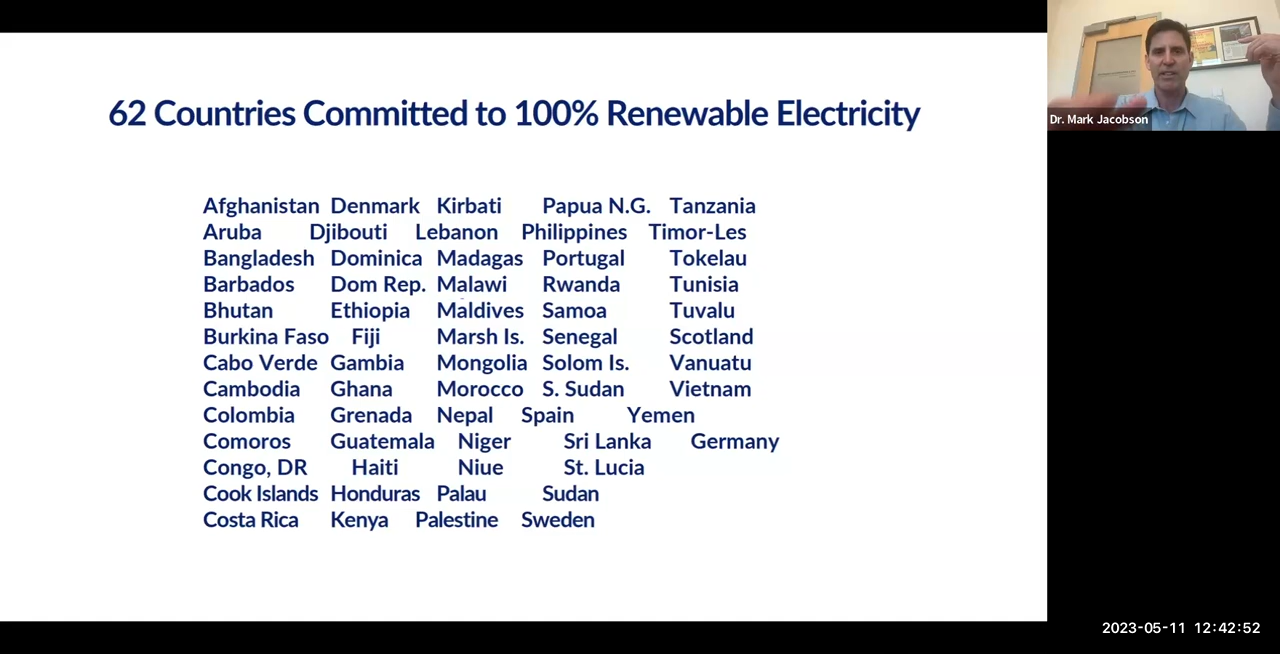 62 Countries Committed to 100% Renewable Electricity
Afghanistan Denmark Kirbati Papua N.G. Tanzania
Aruba Djibouti Lebanon Philippines Timor-Les
Bangladesh Dominica Madagas Portugal Tokelau
Barbados Dom Rep. Malawi Rwanda Tunisia
Bhutan Ethiopia Maldives Samoa Tuvalu
Burkina Faso Fiji Marsh Is. Senegal Scotland
Cabo Verde Gambia Mongolia Solom Is. Vanuatu
Cambodia Ghana Morocco S. Sudan Vietnam
Colombia Grenada Nepal Spain Yemen
Comoros Guatemala Niger Sri Lanka Germany
Congo, DR Haiti Niue St. Lucia
Cook Islands Honduras Palau Sudan
Costa Rica Kenya Palestine Sweden
Dr. Mark Jacobson
2023-05-11 12:42:52